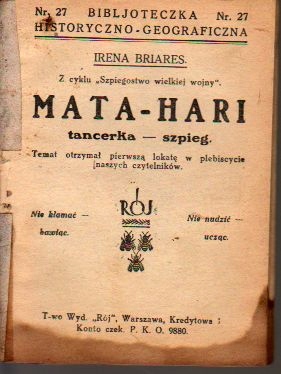 Nr. 27 BIBLJOTECZKA Nr. 27
HISTORYCZNO-GEOGRAFICZNA
IRENA BRIARES.
Z cyklu „Szpiegostwo wielkiej wojny".
MATA-HARI
tancerka — szpieg.
Temat otrzymał pierwszą lokatę w plebiscycie
naszych czytelników.
RÓJ
Nie kłamać — Nie nudzić —
bawiąc. ucząc.
T-wo Wyd. „Rój", Warszawa, Kredytowa 1
Konto czek. P. K. O. 9880.